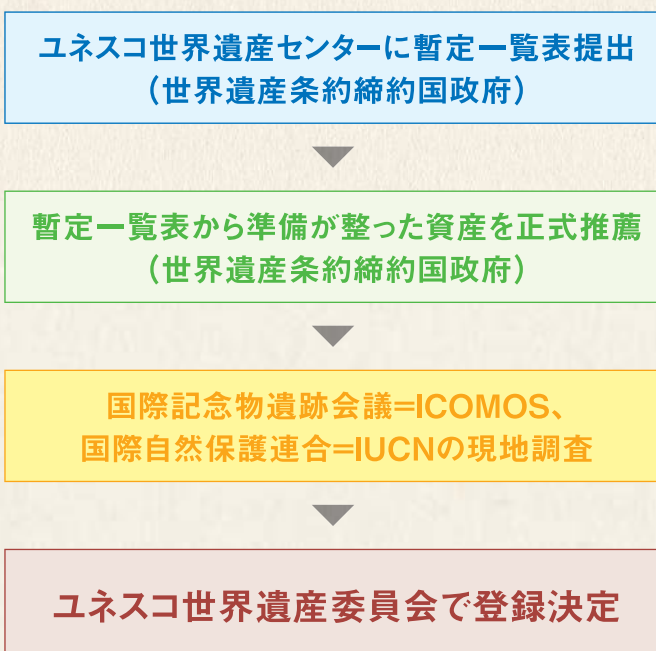 ユネスコ世界遺産センターに暫定一覧表提出
（世界遺産条約締約国政府）
暫定一覧表から準備が整った資産を正式推薦
（世界遺産条約締約国政府）
国際記念物遺跡会議=ICOMOS、
国際自然保護連合=IUCNの現地調査
ユネスコ世界遺産委員会で登録決定